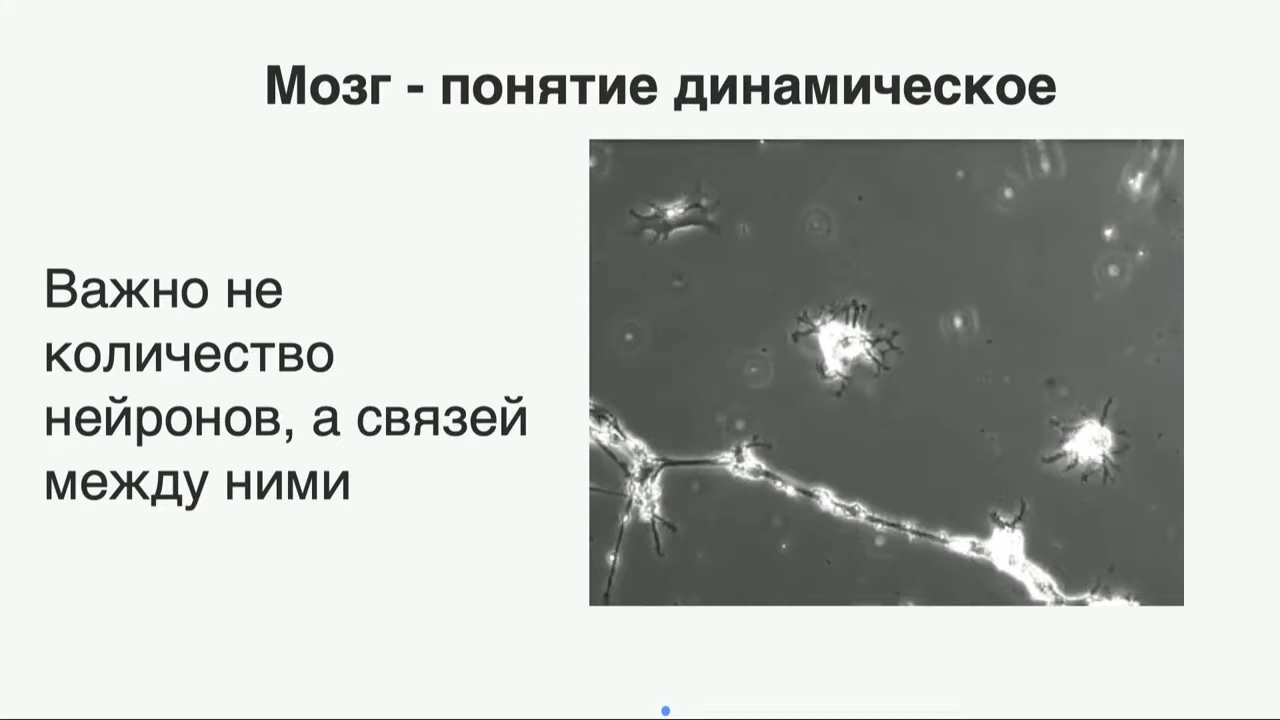 Мозг - понятие динамическое
Важно не
количество
нейронов, а связей
между ними